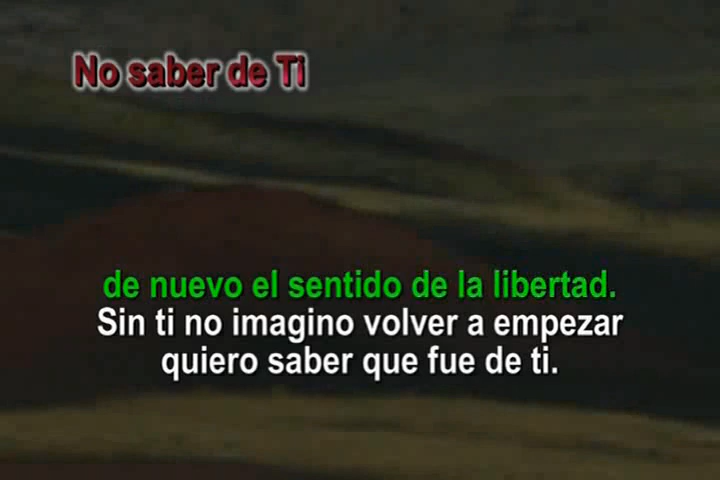 No saber de Ti
de nuevo el sentido de la libertad.
Sin ti no imagino volver a empezar
quiero saber que fue de ti.